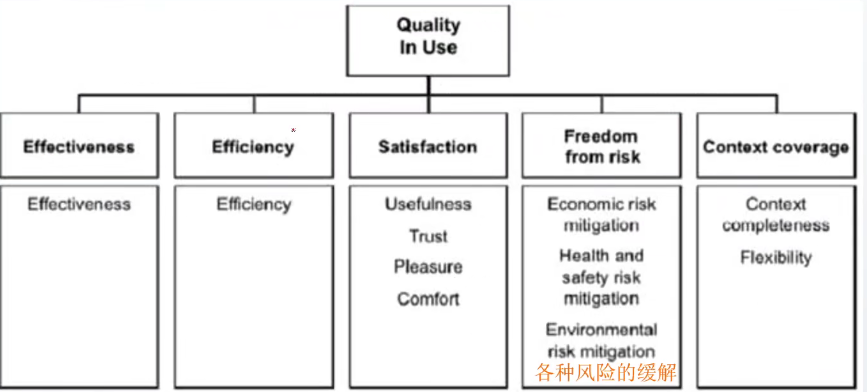 Quality
In Use
Effectiveness
Efficiency
Satisfaction
Freedom
from risk
Context coverage
Effectiveness
Efficiency
Usefulness
Trust
Pleasure
Comfort
Economic risk
mitigation
Health and
safety risk
mitigation
Environmental
risk mitigation
各种风险的缓解
Context
completeness
Flexibility